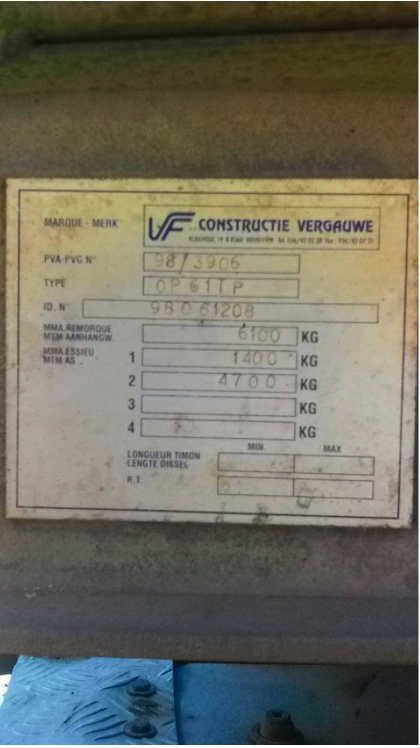 MARQUE - MERK VF CONSTRUCTIE VERGAUWE
PVA-PVG N° 98/3906
TYPE OP61TP
ID. N° 98061208
MMA REMORQUE 6100 KG
MTM AANHANGW.
MMA ESSIEU 1 1400 KG
MTM AS
2 4700 KG
3 KG
4 KG
MIN. MAX
LONGUEUR TIMON
LENGTE DISSEL
R.T.